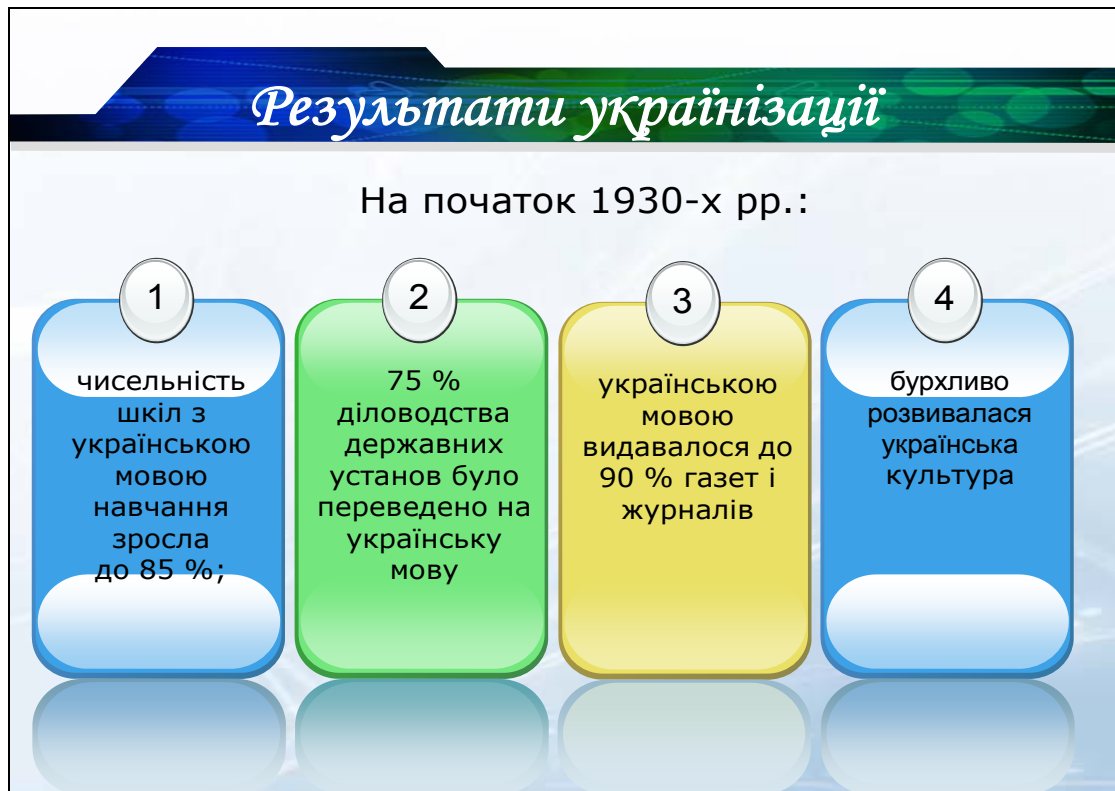 Результати українізації
На початок 1930-х рр.:
1
чисельність
шкіл з
українською
мовою
навчання
зросла
до 85 %;
2
75 %
діловодства
державних
установ було
переведено на
українську
мову
3
українською
мовою
видавалося до
90 % газет і
журналів
4
бурхливо
розвивалася
українська
культура